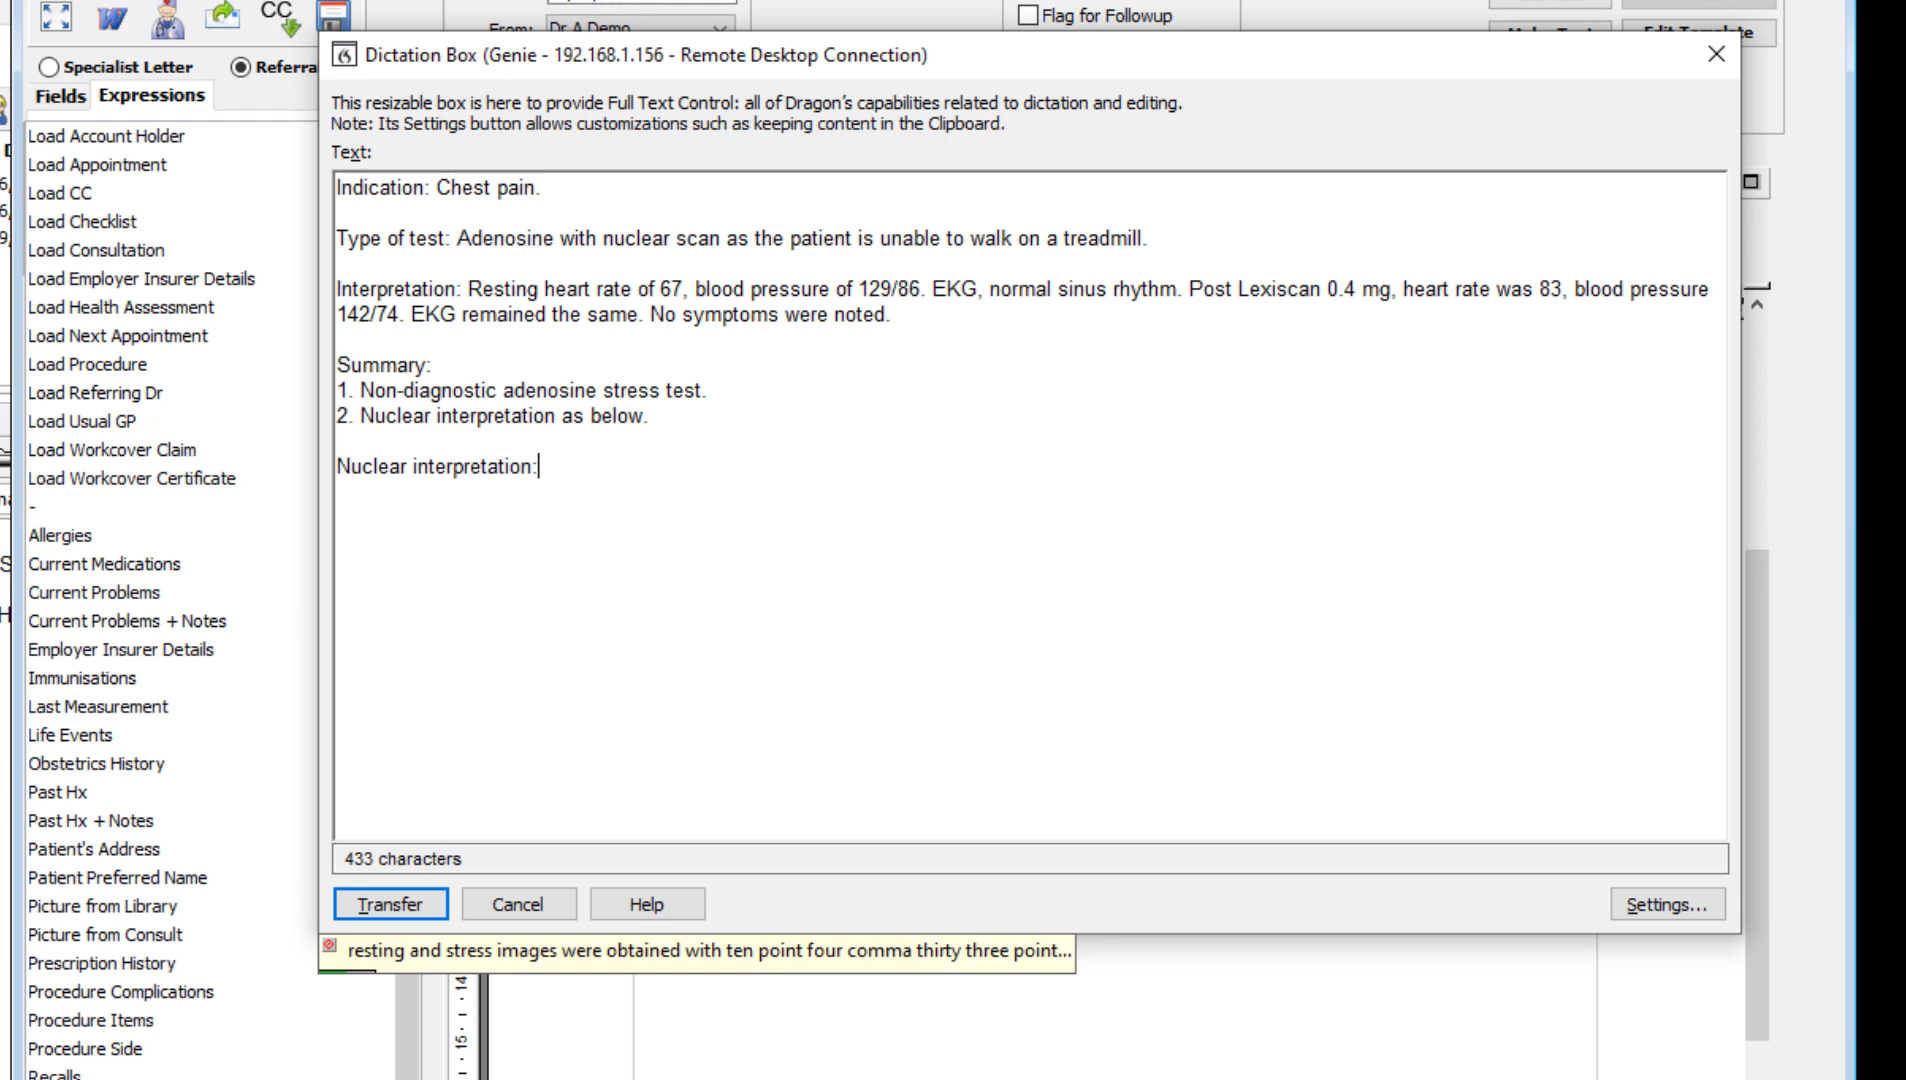 CC
From:
Dr A Demo
Flag for Followup
Edit Template
Specialist Letter
Referra
Fields
Expressions
Load Account Holder
Load Appointment
Load CC
Load Checklist
Load Consultation
Load Employer Insurer Details
Load Health Assessment
Load Next Appointment
Load Procedure
Load Referring Dr
Load Usual GP
Load Workcover Claim
Load Workcover Certificate
-
Allergies
Current Medications
Current Problems
Current Problems + Notes
Employer Insurer Details
Immunisations
Last Measurement
Life Events
Obstetrics History
Past Hx
Past Hx + Notes
Patient's Address
Patient Preferred Name
Picture from Library
Picture from Consult
Prescription History
Procedure Complications
Procedure Items
Procedure Side
Recalls
Dictation Box (Genie - 192.168.1.156 - Remote Desktop Connection)
This resizable box is here to provide Full Text Control: all of Dragon's capabilities related to dictation and editing.
Note: Its Settings button allows customizations such as keeping content in the Clipboard.
Text:
Indication: Chest pain.
Type of test: Adenosine with nuclear scan as the patient is unable to walk on a treadmill.
Interpretation: Resting heart rate of 67, blood pressure of 129/86. EKG, normal sinus rhythm. Post Lexiscan 0.4 mg, heart rate was 83, blood pressure
142/74. EKG remained the same. No symptoms were noted.
Summary:
1. Non-diagnostic adenosine stress test.
2. Nuclear interpretation as below.
Nuclear interpretation:
433 characters
Transfer
Cancel
Help
Settings...
resting and stress images were obtained with ten point four comma thirty three point...
14
15